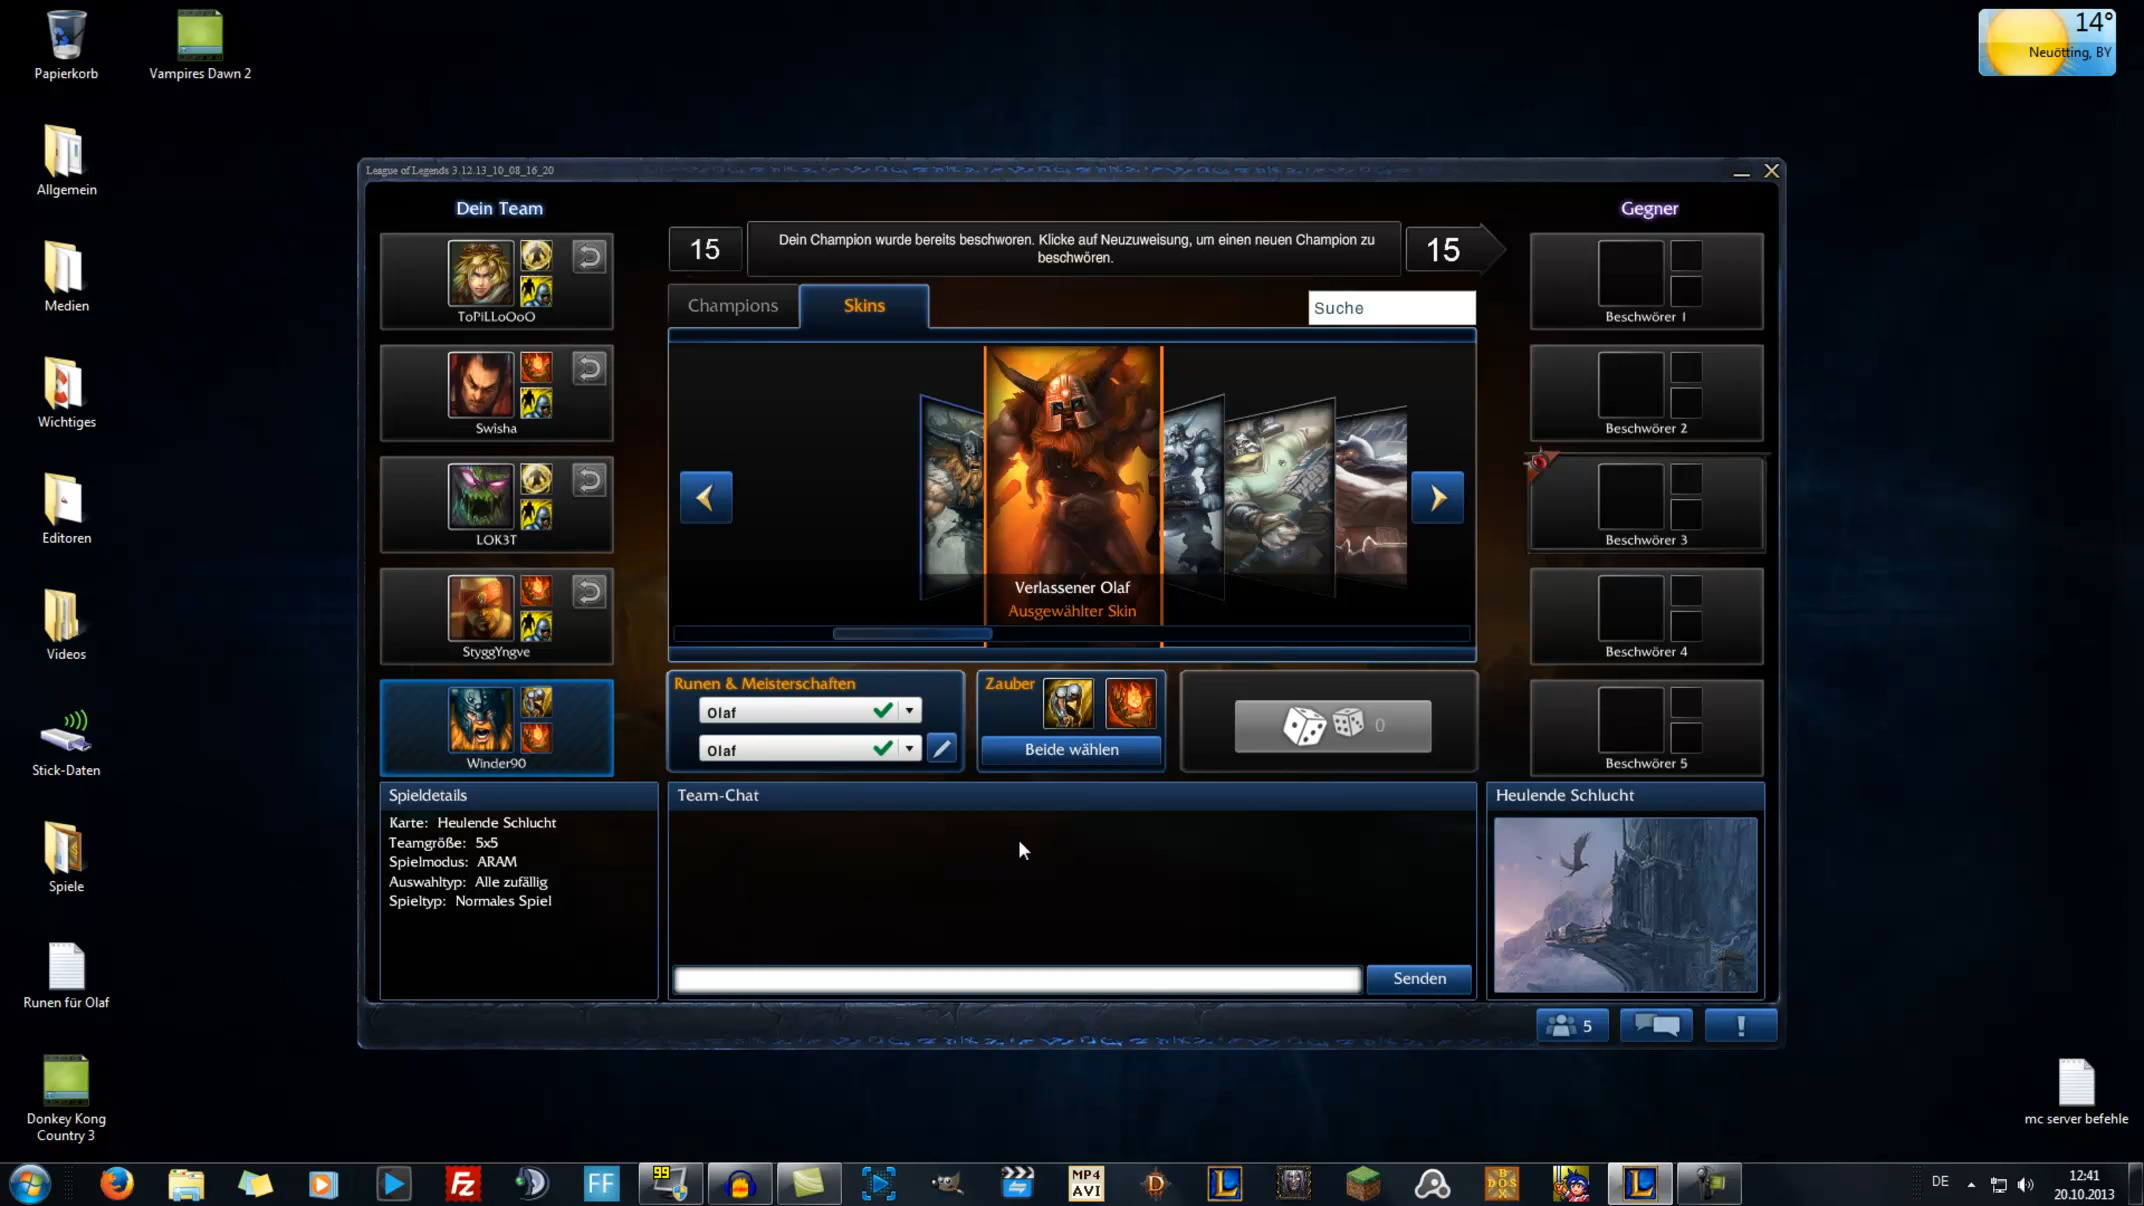 Papierkorb
Vampires Dawn 2
14°
Neuötting, BY
Allgemein
Medien
Wichtiges
Editoren
Videos
Stick-Daten
Spiele
Runen für Olaf
Donkey Kong
Country 3
League of Legends 3.12.13_10_08_16_20
Dein Team
ToPiLLoOoO
Swisha
LOK3T
StyggYngve
Winder90
15
Dein Champion wurde bereits beschworen. Klicke auf Neuzuweisung, um einen neuen Champion zu
beschwören.
15
Champions
Skins
Suche
Verlassener Olaf
Ausgewählter Skin
Runen & Meisterschaften
Olaf
Olaf
Zauber
Beide wählen
0
Gegner
Beschwörer 1
Beschwörer 2
Beschwörer 3
Beschwörer 4
Beschwörer 5
Spieldetails
Karte: Heulende Schlucht
Teamgröße: 5x5
Spielmodus: ARAM
Auswahltyp: Alle zufällig
Spieltyp: Normales Spiel
Team-Chat
Senden
Heulende Schlucht
5
!
mc server befehle
Fz
FF
99
MP4
AVI
D
L
DOS
L
DE
12:41
20.10.2013